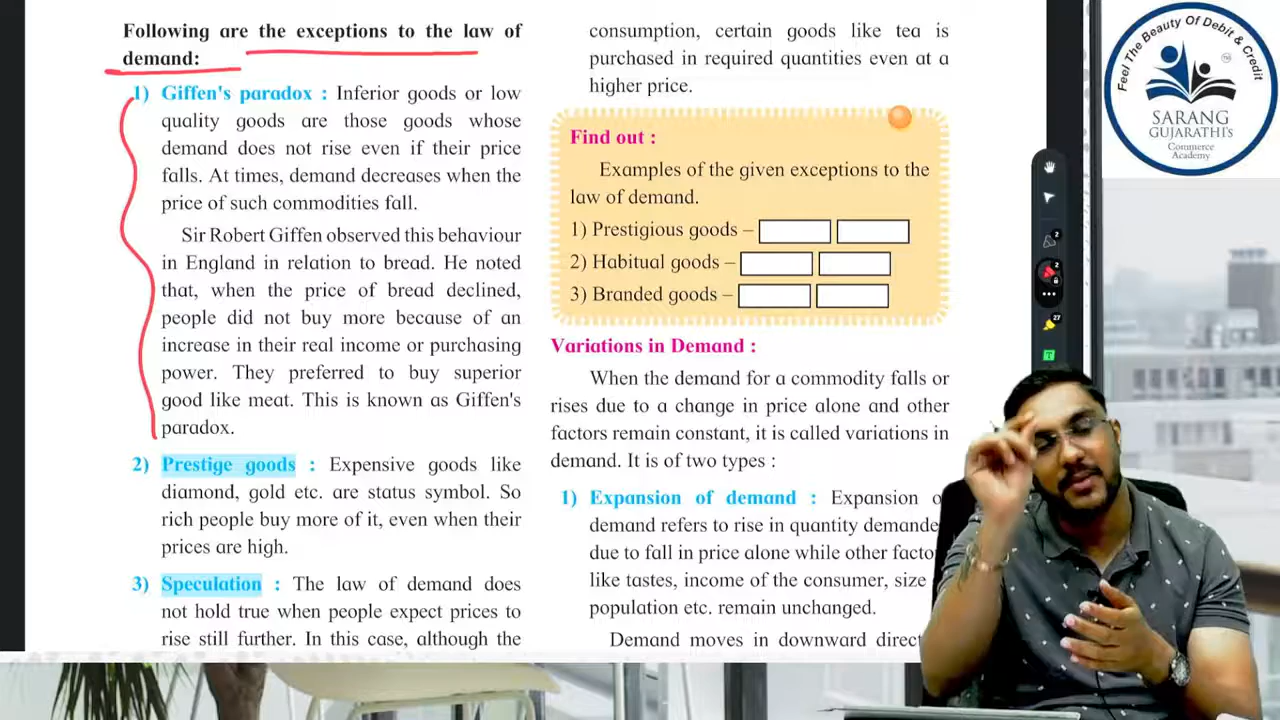 Following are the exceptions to the law of
demand:
1) Giffen's paradox : Inferior goods or low
quality goods are those goods whose
demand does not rise even if their price
falls. At times, demand decreases when the
price of such commodities fall.
Sir Robert Giffen observed this behaviour
in England in relation to bread. He noted
that, when the price of bread declined,
people did not buy more because of an
increase in their real income or purchasing
power. They preferred to buy superior
good like meat. This is known as Giffen's
paradox.
2) Prestige goods : Expensive goods like
diamond, gold etc. are status symbol. So
rich people buy more of it, even when their
prices are high.
3) Speculation : The law of demand does
not hold true when people expect prices to
rise still further. In this case, although the
consumption, certain goods like tea is
purchased in required quantities even at a
higher price.
Find out :
Examples of the given exceptions to the
law of demand.
1) Prestigious goods –
2) Habitual goods –
3) Branded goods –
Variations in Demand :
When the demand for a commodity falls or
rises due to a change in price alone and other
factors remain constant, it is called variations in
demand. It is of two types :
1) Expansion of demand : Expansion o
demand refers to rise in quantity demande
due to fall in price alone while other facto
like tastes, income of the consumer, size
population etc. remain unchanged.
Demand moves in downward direct
Feel The Beauty Of Debit & Credit
TM
SARANG
GUJARATHI's
Commerce
Academy
2
2
27
T